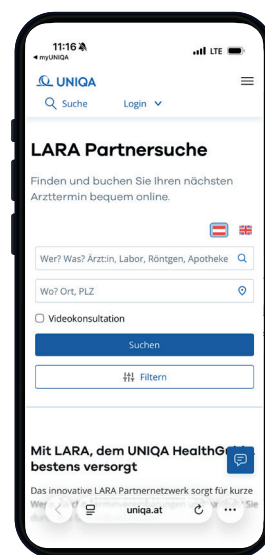 11:16
LTE
◀ myUNIQA
UNIQA
Suche Login
LARA Partnersuche
Finden und buchen Sie Ihren nächsten
Arzttermin bequem online.
Wer? Was? Ärzt:in, Labor, Röntgen, Apotheke
Wo? Ort, PLZ
Videokonsultation
Suchen
Filtern
Mit LARA, dem UNIQA
bestens versorgt
Das innovative LARA Partnernetzwerk sorgt für kurze
uniqa.at